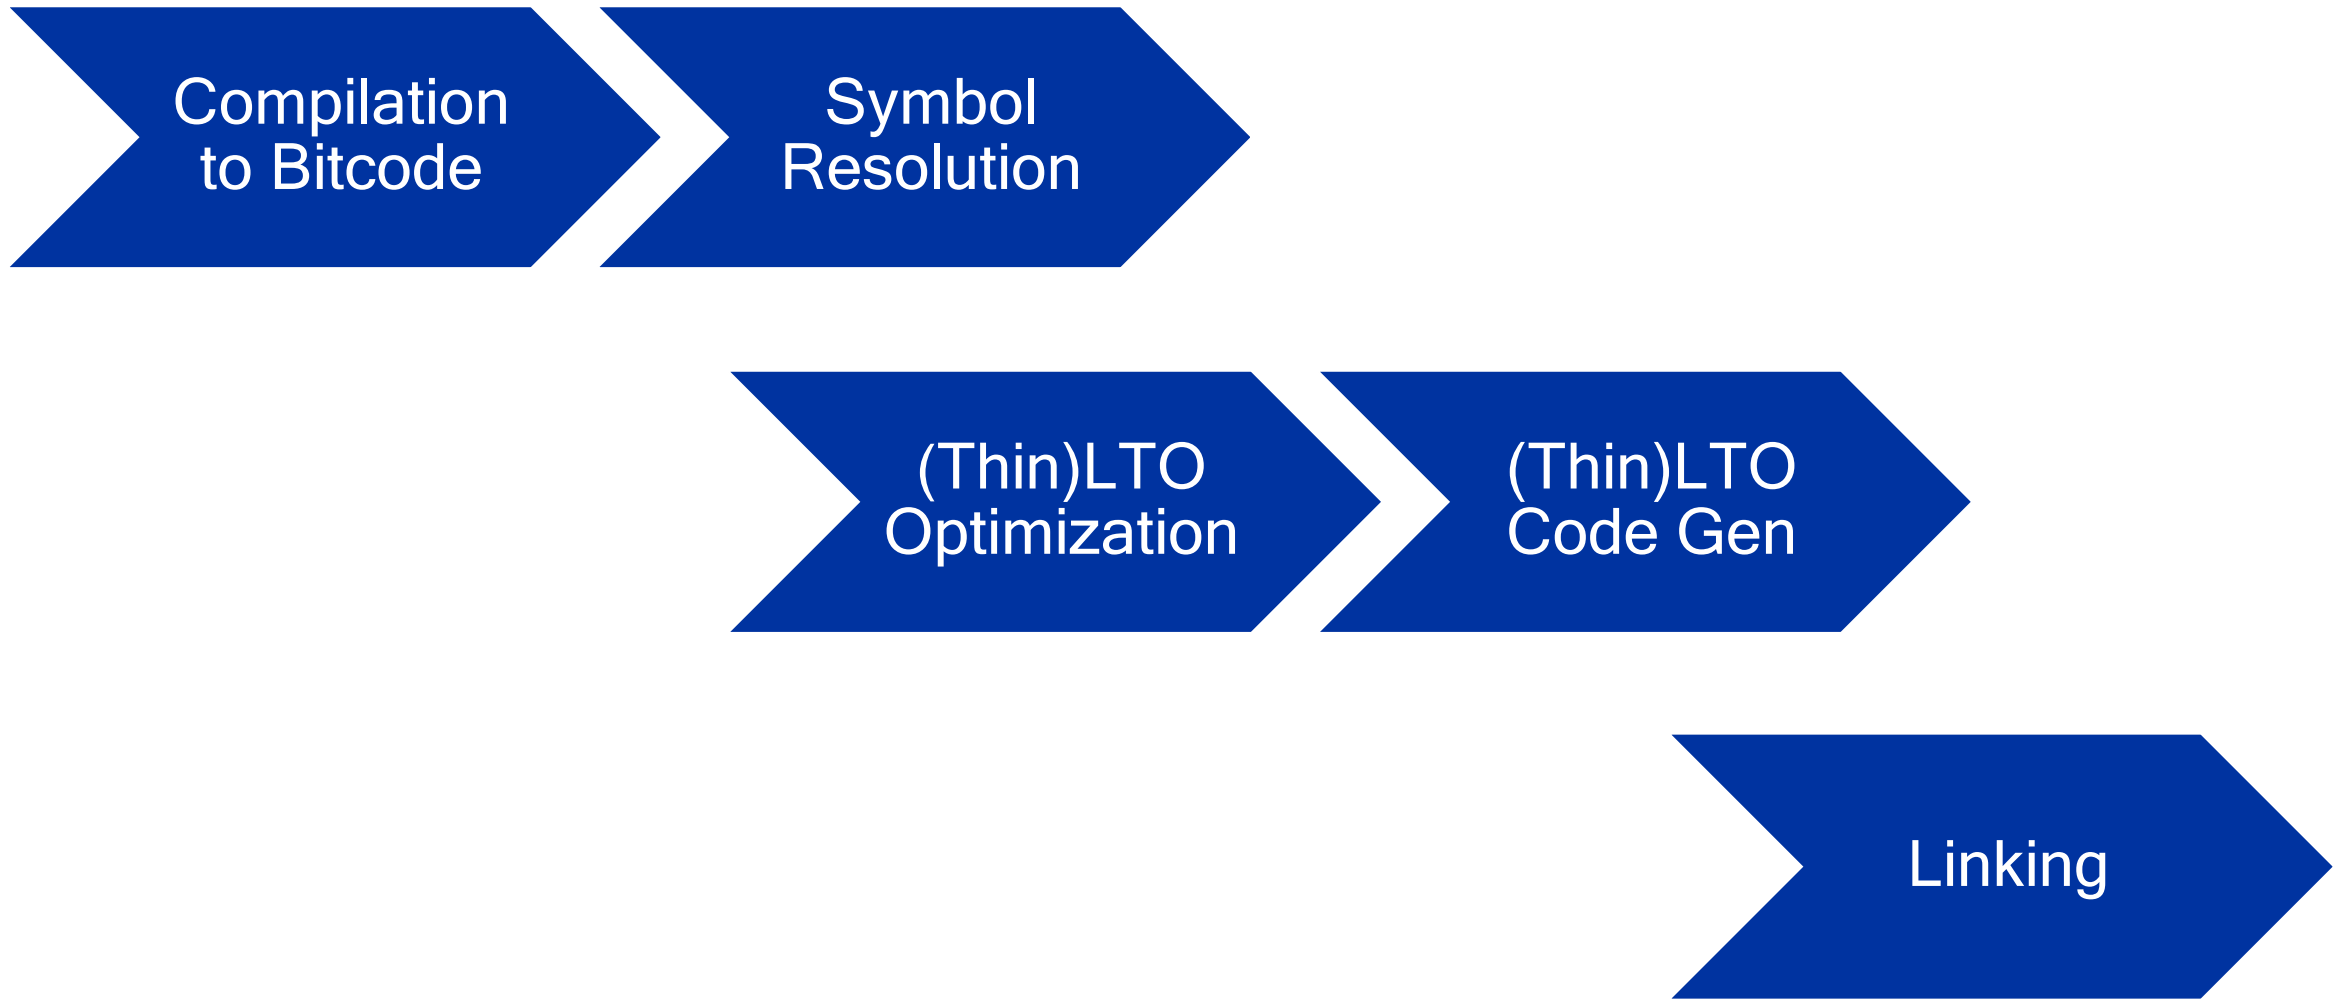 Compilation
to Bitcode
Symbol
Resolution
(Thin)LTO
Optimization
(Thin)LTO
Code Gen
Linking